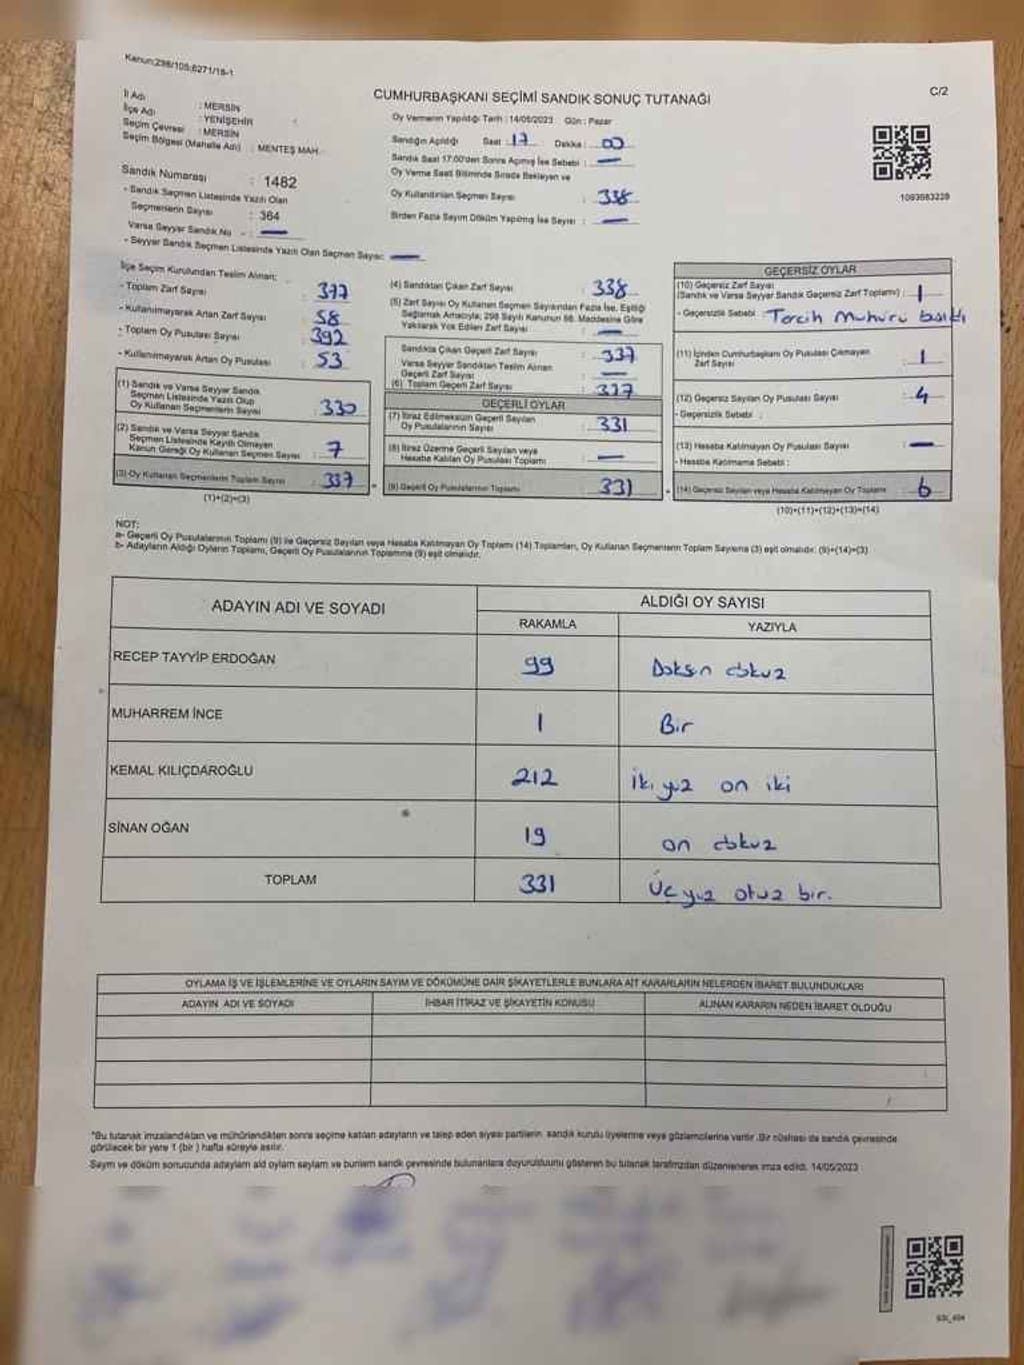 Kanun:298/105;6271/18-1
C/2
CUMHURBAŞKANI SEÇİMİ SANDIK SONUÇ TUTANAĞI
İl Adı : MERSİN
İlçe Adı : YENİŞEHİR
Seçim Çevresi : MERSİN
Seçim Bölgesi (Mahalle Adı) : MENTEŞ MAH.
Oy Vermenin Yapıldığı Tarih : 14/05/2023 Gün : Pazar
Sandığın Açıldığı Saat : 17 Dakika : 00
Sandık Saat 17:00'den Sonra Açılmış İse Sebebi : —
Oy Verme Saati Bitiminde Sırada Bekleyen ve
Oy Kullandırılan Seçmen Sayısı : 338
Birden Fazla Sayım Döküm Yapılmış İse Sayısı : —
1093683228
Sandık Numarası : 1482
- Sandık Seçmen Listesinde Yazılı Olan
Seçmenlerin Sayısı : 364
Varsa Seyyar Sandık No : —
- Seyyar Sandık Seçmen Listesinde Yazılı Olan Seçmen Sayısı: —
İlçe Seçim Kurulundan Teslim Alınan:
- Toplam Zarf Sayısı : 377
- Kullanılmayarak Artan Zarf Sayısı : 58
- Toplam Oy Pusulası Sayısı : 392
- Kullanılmayarak Artan Oy Pusulası : 53
(1) Sandık ve Varsa Seyyar Sandık
Seçmen Listesinde Yazılı Olup
Oy Kullanan Seçmenlerin Sayısı : 330
(2) Sandık ve Varsa Seyyar Sandık
Seçmen Listesinde Kayıtlı Olmayan
Kanun Gereği Oy Kullanan Seçmen Sayısı : 7
(3) Oy Kullanan Seçmenlerin Toplam Sayısı : 337
(1)+(2)=(3)
(4) Sandıktan Çıkan Zarf Sayısı : 338
(5) Zarf Sayısı Oy Kullanan Seçmen Sayısından Fazla İse, Eşitliği
Sağlamak Amacıyla; 298 Sayılı Kanunun 98. Maddesine Göre
Yakılarak Yok Edilen Zarf Sayısı : —
Sandıkta Çıkan Geçerli Zarf Sayısı : 337
Varsa Seyyar Sandıktan Teslim Alınan
Geçerli Zarf Sayısı : —
(6) Toplam Geçerli Zarf Sayısı : 337
GEÇERLİ OYLAR
(7) İtiraz Edilmeksizin Geçerli Sayılan
Oy Pusulalarının Sayısı : 331
(8) İtiraz Üzerine Geçerli Sayılan veya
Hesaba Katılan Oy Pusulası Toplamı : —
(9) Geçerli Oy Pusulalarının Toplamı : 331
GEÇERSİZ OYLAR
(10) Geçersiz Zarf Sayısı
(Sandık ve Varsa Seyyar Sandık Geçersiz Zarf Toplamı) : 1
- Geçersizlik Sebebi : Tercih Mühürü basıldı
(11) İçinden Cumhurbaşkanı Oy Pusulası Çıkmayan
Zarf Sayısı : 1
(12) Geçersiz Sayılan Oy Pusulası Sayısı : 4
- Geçersizlik Sebebi :
(13) Hesaba Katılmayan Oy Pusulası Sayısı : —
- Hesaba Katılmama Sebebi :
(14) Geçersiz Sayılan veya Hesaba Katılmayan Oy Toplamı : 6
(10)+(11)+(12)+(13)=(14)
NOT:
a- Geçerli Oy Pusulalarının Toplamı (9) ile Geçersiz Sayılan veya Hesaba Katılmayan Oy Toplamı (14) Toplamları, Oy Kullanan Seçmenlerin Toplam Sayısına (3) eşit olmalıdır. (9)+(14)=(3)
b- Adayların Aldığı Oyların Toplamı, Geçerli Oy Pusulalarının Toplamına (9) eşit olmalıdır.
ADAYIN ADI VE SOYADI
ALDIĞI OY SAYISI
RAKAMLA YAZIYLA
RECEP TAYYİP ERDOĞAN 99 Doksan dokuz
MUHARREM İNCE 1 Bir
KEMAL KILIÇDAROĞLU 212 İki yüz on iki
SİNAN OĞAN 19 on dokuz
TOPLAM 331 Üç yüz otuz bir.
OYLAMA İŞ VE İŞLEMLERİNE VE OYLARIN SAYIM VE DÖKÜMÜNE DAİR ŞİKAYETLERLE BUNLARA AİT KARARLARIN NELERDEN İBARET BULUNDUKLARI
ADAYIN ADI VE SOYADI İHBAR İTİRAZ VE ŞİKAYETİN KONUSU ALINAN KARARIN NEDEN İBARET OLDUĞU
*Bu tutanak imzalandıktan ve mühürlendikten sonra seçime katılan adayların ve talep eden siyasi partilerin sandık kurulu üyelerine veya gözlemcilerine verilir. Bir nüshası da sandık çevresinde
görülecek bir yere 1 (bir) hafta süreyle asılır.
Sayım ve döküm sonucunda adayların aldığı oyların sayılarını ve bunların sandık çevresinde bulunanlara duyurulduğunu gösteren bu tutanak tarafımızdan düzenlenerek imza edildi. 14/05/2023